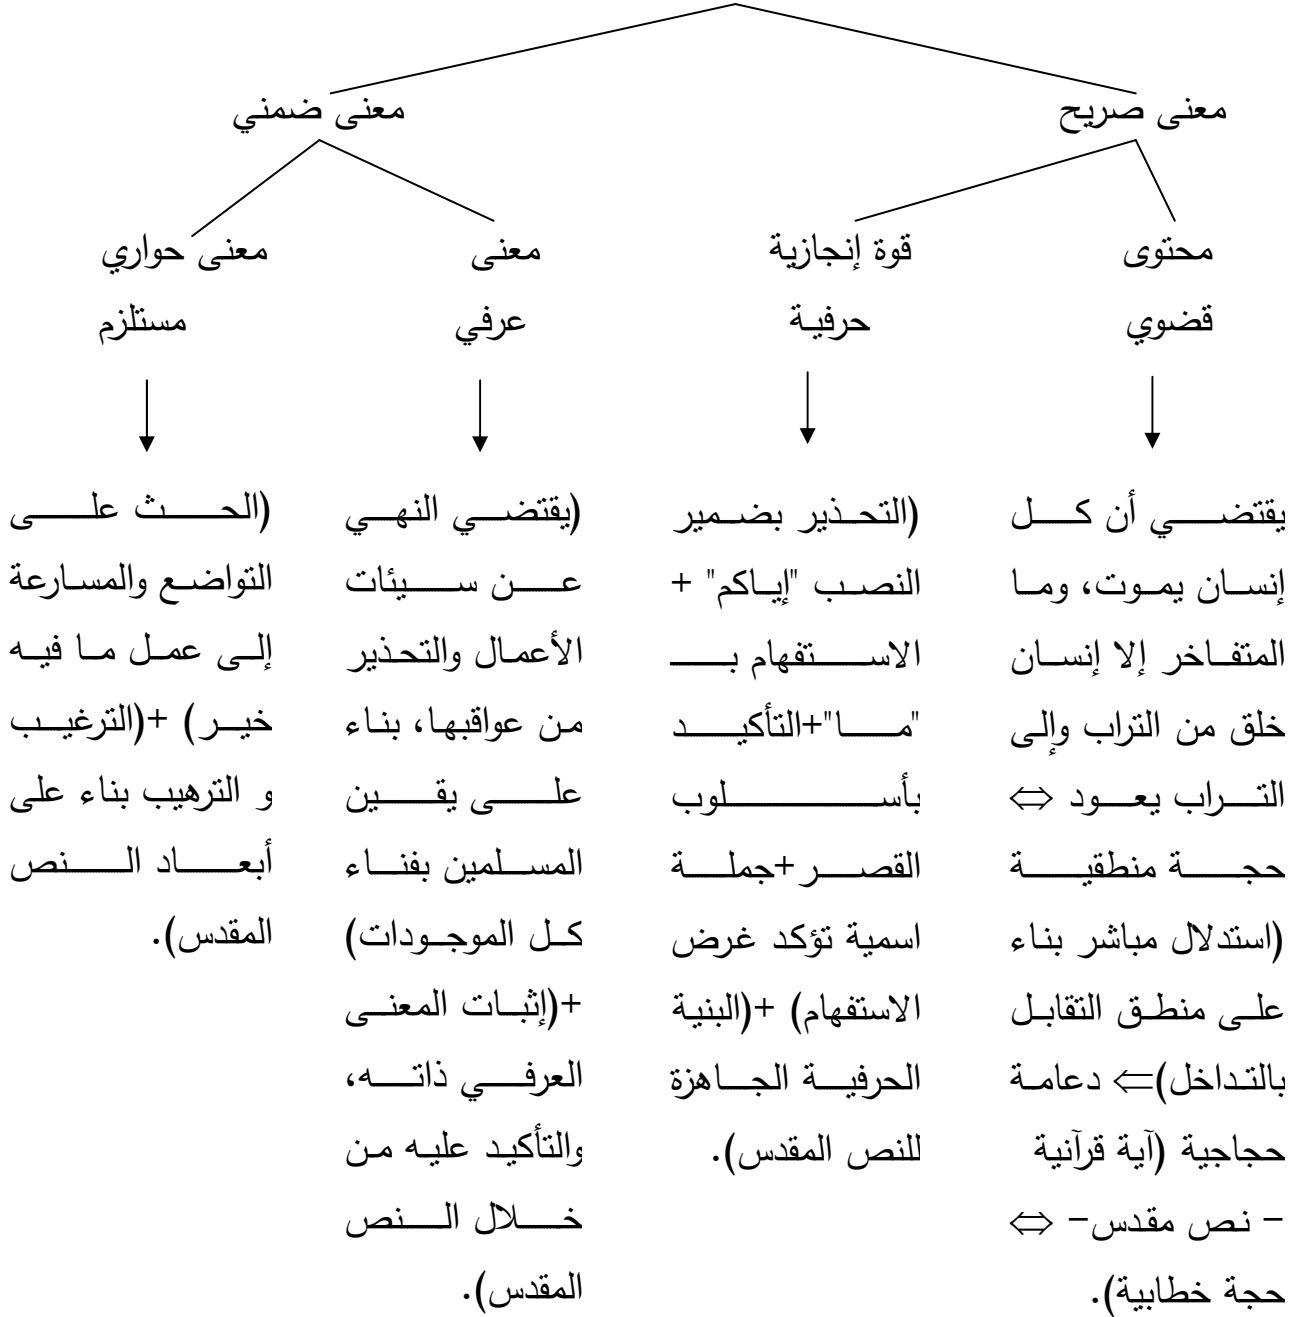 معنى صريح
معنى ضمني
محتوى
قضوي
قوة إنجازية
حرفية
معنى
عرفي
معنى حواري
مستلزم
يقتضي أن كل
إنسان يموت، وما
المتفاخر إلا إنسان
خلق من التراب وإلى
التراب يعود ⇔
حجة منطقية
(استدلال مباشر بناء
على منطق التقابل
بالتداخل)⇐ دعامة
حجاجية (آية قرآنية
- نص مقدس- ⇔
حجة خطابية).
(التحذير بضمير
النصب "إياكم" +
الاستفهام بـ
"ما"+التأكيد
بأسلوب
القصر+جملة
اسمية تؤكد غرض
الاستفهام) +(البنية
الحرفية الجاهزة
للنص المقدس).
(يقتضي النهي
عن سيئات
الأعمال والتحذير
من عواقبها، بناء
على يقين
المسلمين بفناء
كل الموجودات)
+(إثبات المعنى
العرفي ذاته،
والتأكيد عليه من
خلال النص
المقدس).
(الحث على
التواضع والمسارعة
إلى عمل ما فيه
خير) +(الترغيب
و الترهيب بناء على
أبعاد النص
المقدس).